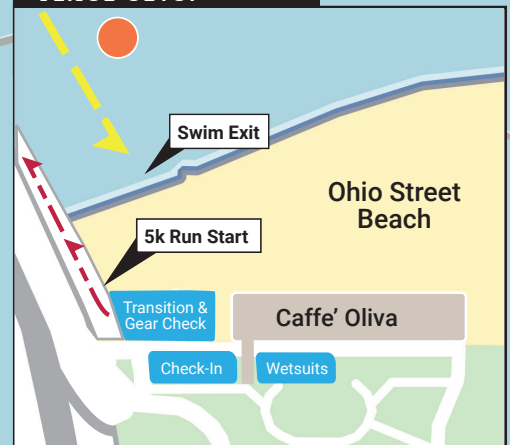 Swim Exit
Ohio Street
Beach
5k Run Start
Transition &
Gear Check
Caffe' Oliva
Check-In
Wetsuits